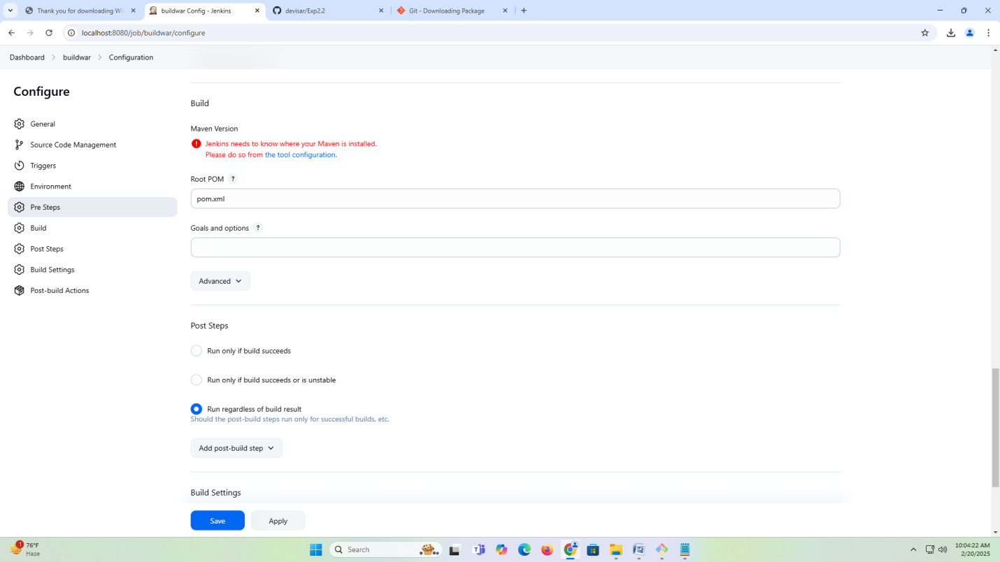 Thank you for downloading Wi
buildwar Config - Jenkins
devisar/Exp2.2
Git - Downloading Package
localhost:8080/job/buildwar/configure
Dashboard
buildwar
Configuration
Configure
General
Source Code Management
Triggers
Environment
Pre Steps
Build
Post Steps
Build Settings
Post-build Actions
Build
Maven Version
! Jenkins needs to know where your Maven is installed.
Please do so from the tool configuration.
Root POM ?
pom.xml
Goals and options ?
Advanced
Post Steps
Run only if build succeeds
Run only if build succeeds or is unstable
Run regardless of build result
Should the post-build steps run only for successful builds, etc.
Add post-build step
Build Settings
Save
Apply
1
76°F
Haze
Search
10:04:22 AM
2/20/2025